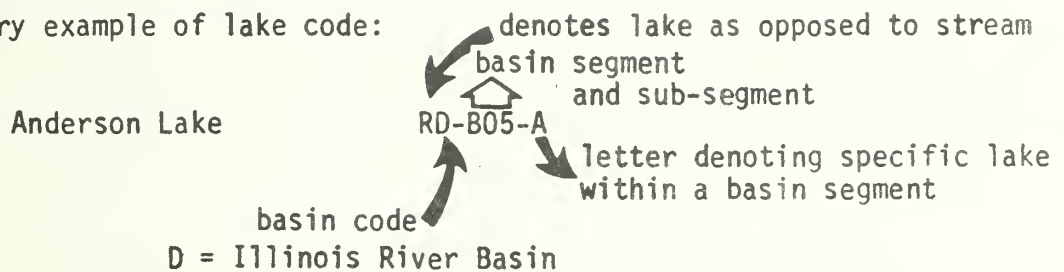 ry example of lake code: denotes lake as opposed to stream
basin segment
and sub-segment
Anderson Lake RD-B05-A
letter denoting specific lake
within a basin segment
basin code
D = Illinois River Basin